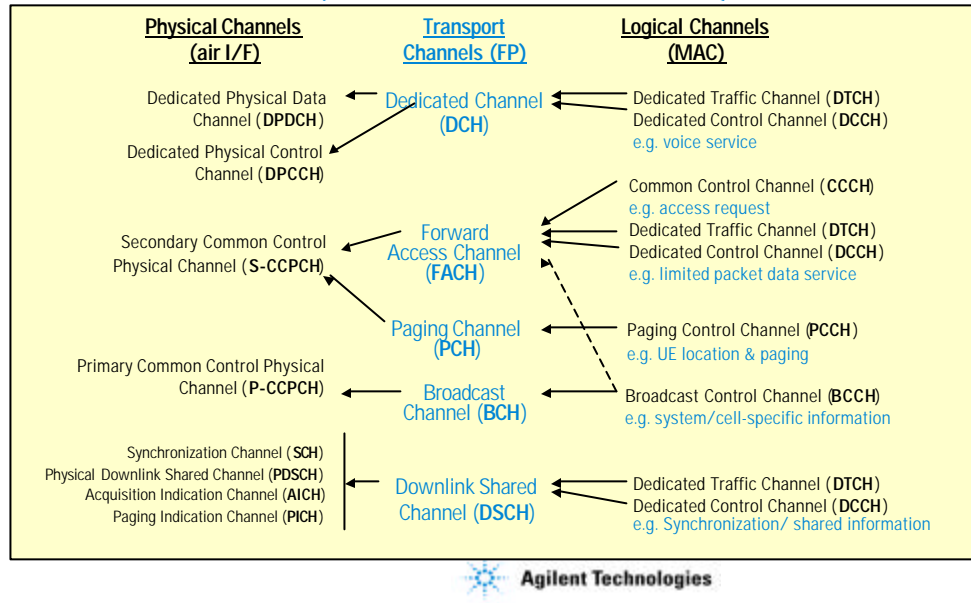 Physical Channels
(air I/F)
Transport
Channels (FP)
Logical Channels
(MAC)
Dedicated Physical Data
Channel (DPDCH)
Dedicated Physical Control
Channel (DPCCH)
Dedicated Channel
(DCH)
Dedicated Traffic Channel (DTCH)
Dedicated Control Channel (DCCH)
e.g. voice service
Secondary Common Control
Physical Channel (S-CCPCH)
Forward
Access Channel
(FACH)
Common Control Channel (CCCH)
e.g. access request
Dedicated Traffic Channel (DTCH)
Dedicated Control Channel (DCCH)
e.g. limited packet data service
Paging Channel
(PCH)
Paging Control Channel (PCCH)
e.g. UE location & paging
Primary Common Control Physical
Channel (P-CCPCH)
Broadcast
Channel (BCH)
Broadcast Control Channel (BCCH)
e.g. system/cell-specific information
Synchronization Channel (SCH)
Physical Downlink Shared Channel (PDSCH)
Acquisition Indication Channel (AICH)
Paging Indication Channel (PICH)
Downlink Shared
Channel (DSCH)
Dedicated Traffic Channel (DTCH)
Dedicated Control Channel (DCCH)
e.g. Synchronization/ shared information
Agilent Technologies